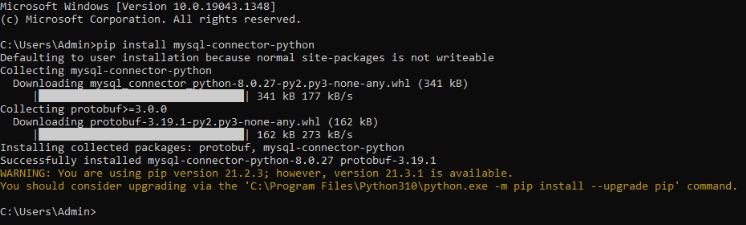 Microsoft Windows [Version 10.0.19043.1348]
(c) Microsoft Corporation. All rights reserved.
C:\Users\Admin>pip install mysql-connector-python
Defaulting to user installation because normal site-packages is not writeable
Collecting mysql-connector-python
Downloading mysql_connector_python-8.0.27-py2.py3-none-any.whl (341 kB)
| | 341 kB 177 kB/s
Collecting protobuf>=3.0.0
Downloading protobuf-3.19.1-py2.py3-none-any.whl (162 kB)
| | 162 kB 273 kB/s
Installing collected packages: protobuf, mysql-connector-python
Successfully installed mysql-connector-python-8.0.27 protobuf-3.19.1
WARNING: You are using pip version 21.2.3; however, version 21.3.1 is available.
You should consider upgrading via the 'C:\Program Files\Python310\python.exe -m pip install --upgrade pip' command.
C:\Users\Admin>